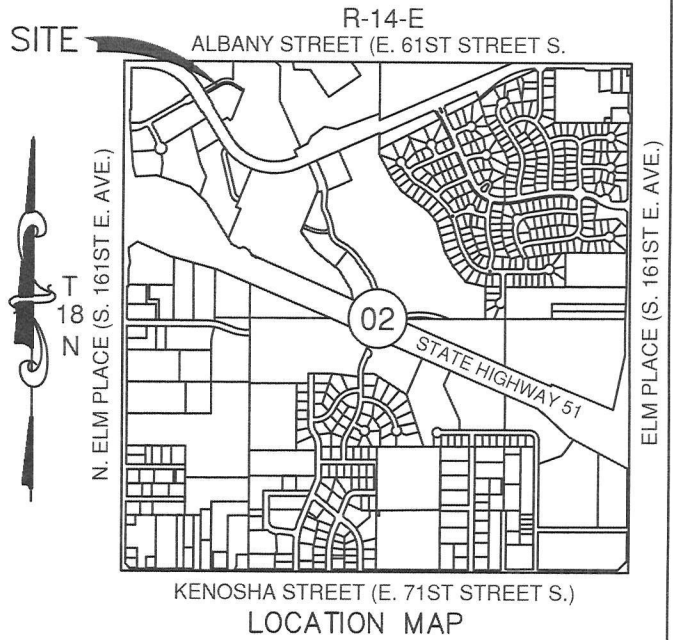 R-14-E
SITE
ALBANY STREET (E. 61ST STREET S.
N. ELM PLACE (S. 161ST E. AVE.)
T
18
N
02
STATE HIGHWAY 51
ELM PLACE (S. 161ST E. AVE.)
KENOSHA STREET (E. 71ST STREET S.)
LOCATION MAP